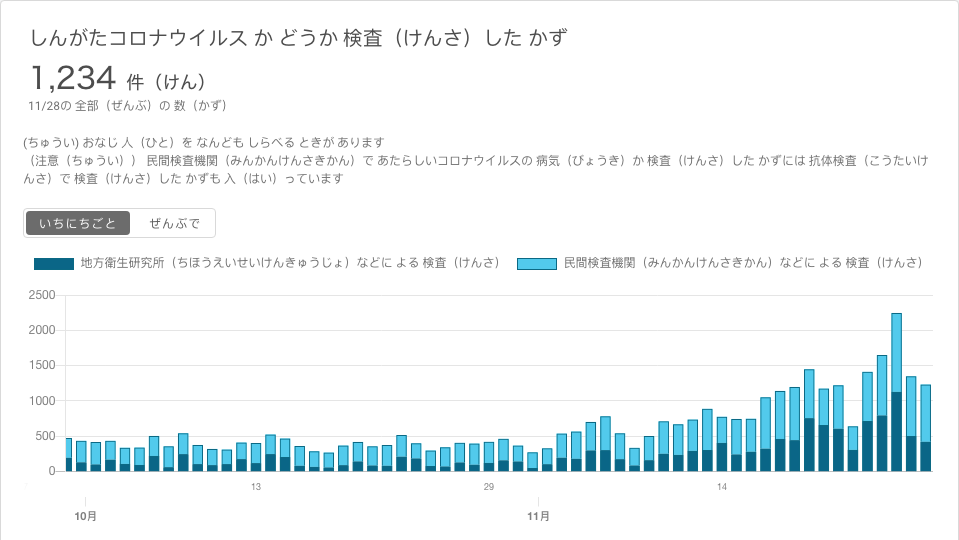 しんがたコロナウイルス か どうか 検査（けんさ）した かず
1,234 件（けん）
11/28の 全部（ぜんぶ）の 数（かず）
(ちゅうい) おなじ 人（ひと）を なんども しらべる ときが あります
（注意（ちゅうい）） 民間検査機関（みんかんけんさきかん）で あたらしいコロナウイルスの 病気（びょうき）か 検査（けんさ）した かずには 抗体検査（こうたいけ
んさ）で 検査（けんさ）した かずも 入（はい）っています
いちにちごと ぜんぶで
地方衛生研究所（ちほうえいせいけんきゅうじょ）などに よる 検査（けんさ） 民間検査機関（みんかんけんさきかん）などに よる 検査（けんさ）
2500
2000
1500
1000
500
0
13 29 14
10月 11月